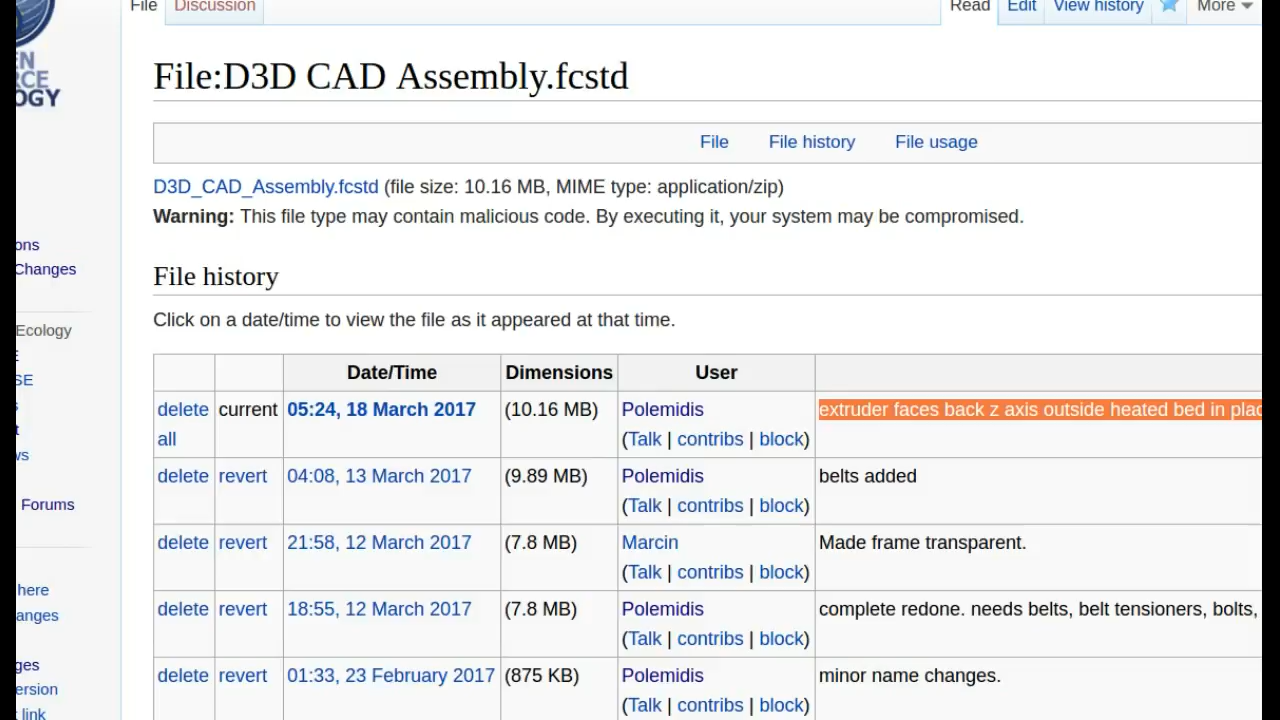 File Discussion Read Edit View history More
EN
RCE
OGY
File:D3D CAD Assembly.fcstd
File File history File usage
D3D_CAD_Assembly.fcstd (file size: 10.16 MB, MIME type: application/zip)
Warning: This file type may contain malicious code. By executing it, your system may be compromised.
ons
Changes
File history
Click on a date/time to view the file as it appeared at that time.
Ecology
E
SE
s
t
ws
Forums
here
anges
ges
ersion
link
Date/Time Dimensions User
delete all current 05:24, 18 March 2017 (10.16 MB) Polemidis (Talk | contribs | block) extruder faces back z axis outside heated bed in plac
delete revert 04:08, 13 March 2017 (9.89 MB) Polemidis (Talk | contribs | block) belts added
delete revert 21:58, 12 March 2017 (7.8 MB) Marcin (Talk | contribs | block) Made frame transparent.
delete revert 18:55, 12 March 2017 (7.8 MB) Polemidis (Talk | contribs | block) complete redone. needs belts, belt tensioners, bolts,
delete revert 01:33, 23 February 2017 (875 KB) Polemidis (Talk | contribs | block) minor name changes.